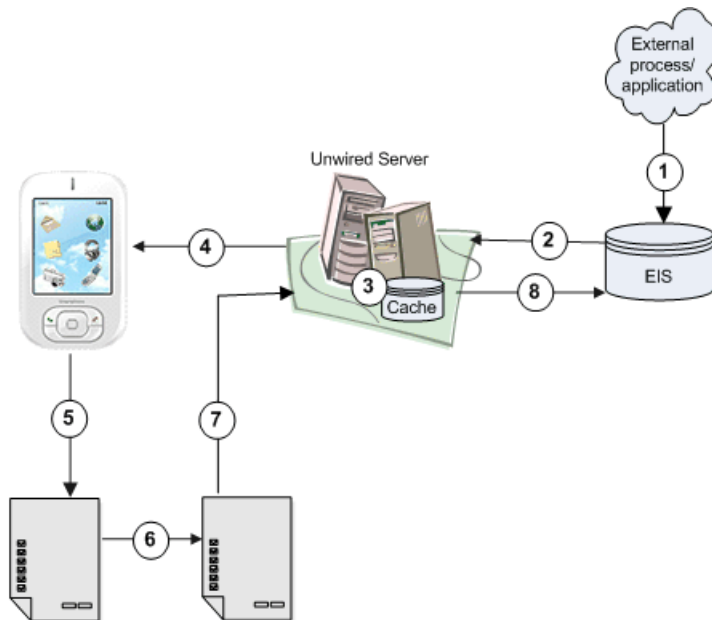 External
process/
application
1
Unwired Server
4
2
EIS
3
Cache
8
5
7
6